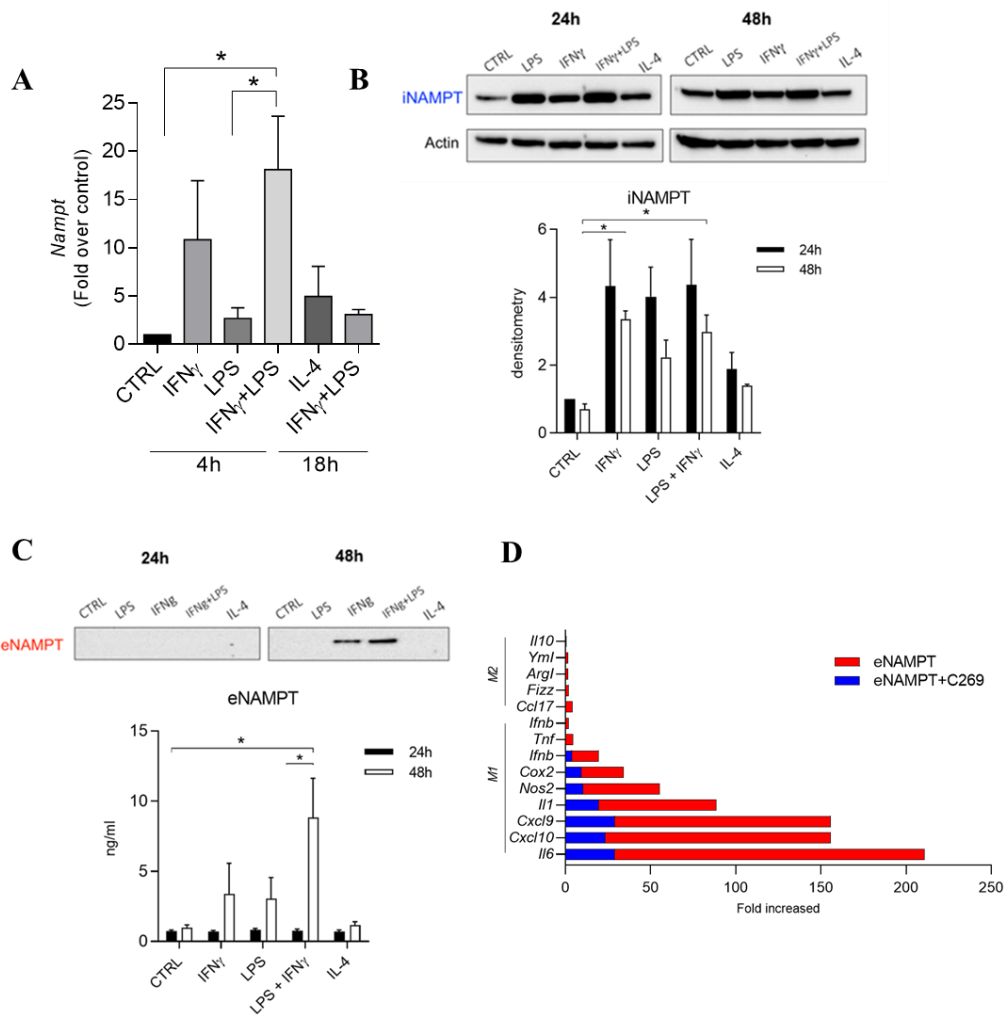 A
*
*
Nampt
(Fold over control)
25
20
15
10
5
0
CTRL
IFNγ
LPS
IFNγ+LPS
IL-4
IFNγ+LPS
4h
18h
B
24h
48h
CTRL
LPS
IFNγ
IFNγ+LPS
IL-4
CTRL
LPS
IFNγ
IFNγ+LPS
IL-4
iNAMPT
Actin
iNAMPT
*
*
densitometry
6
4
2
0
24h
48h
CTRL
IFNγ
LPS
LPS + IFNγ
IL-4
C
24h
48h
CTRL
LPS
IFNg
IFNg+LPS
IL-4
CTRL
LPS
IFNg
IFNg+LPS
IL-4
eNAMPT
eNAMPT
*
*
ng/ml
15
10
5
0
24h
48h
CTRL
IFNγ
LPS
LPS + IFNγ
IL-4
D
M2
M1
Il10
YmI
ArgI
Fizz
Ccl17
Ifnb
Tnf
Ifnb
Cox2
Nos2
Il1
Cxcl9
Cxcl10
Il6
eNAMPT
eNAMPT+C269
0
50
100
150
200
250
Fold increased